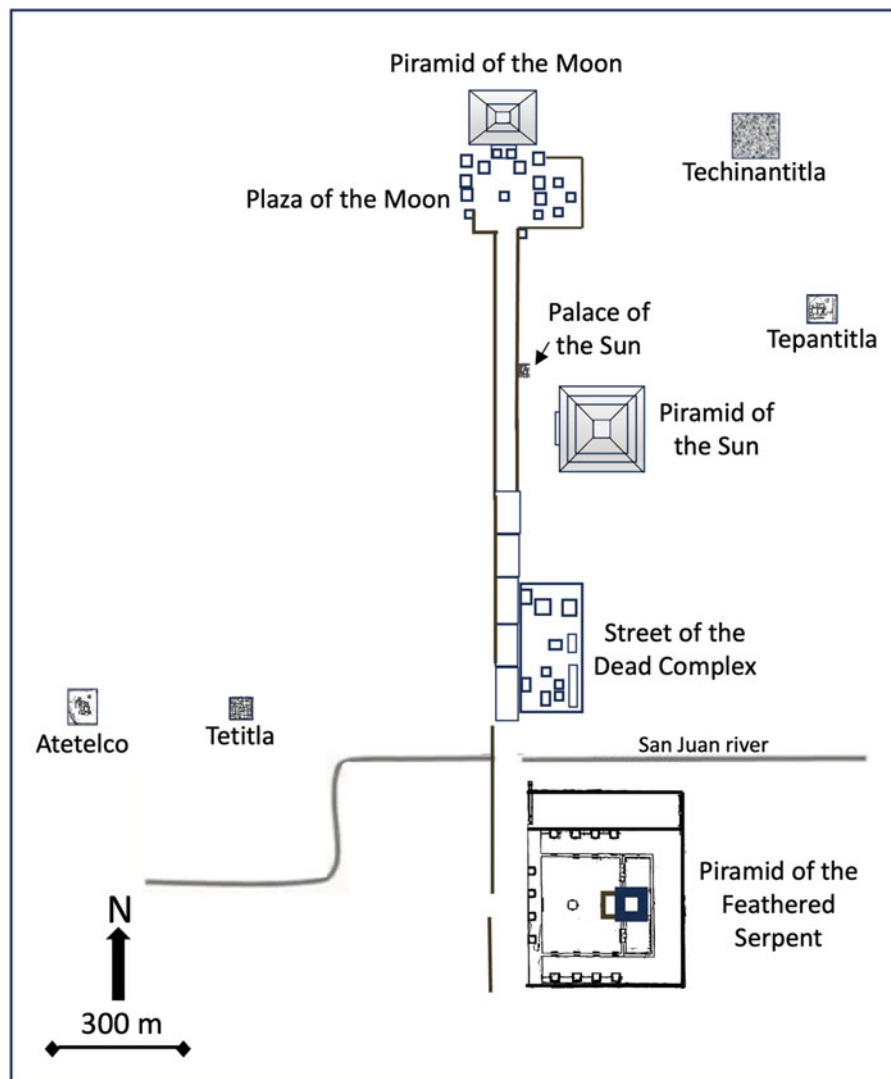 Piramid of the Moon
Techinantitla
Plaza of the Moon
Palace of
the Sun
Tepantitla
Piramid of
the Sun
Street of the
Dead Complex
Atetelco
Tetitla
San Juan river
Piramid of the
Feathered
Serpent
N
300 m